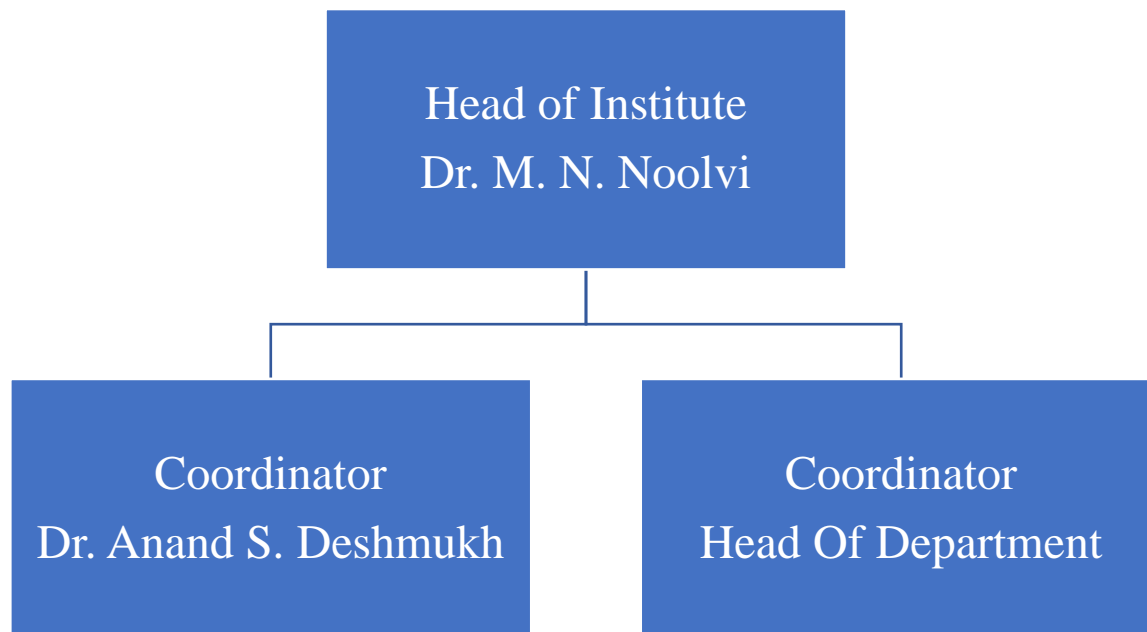 Head of Institute
Dr. M. N. Noolvi
Coordinator
Dr. Anand S. Deshmukh
Coordinator
Head Of Department